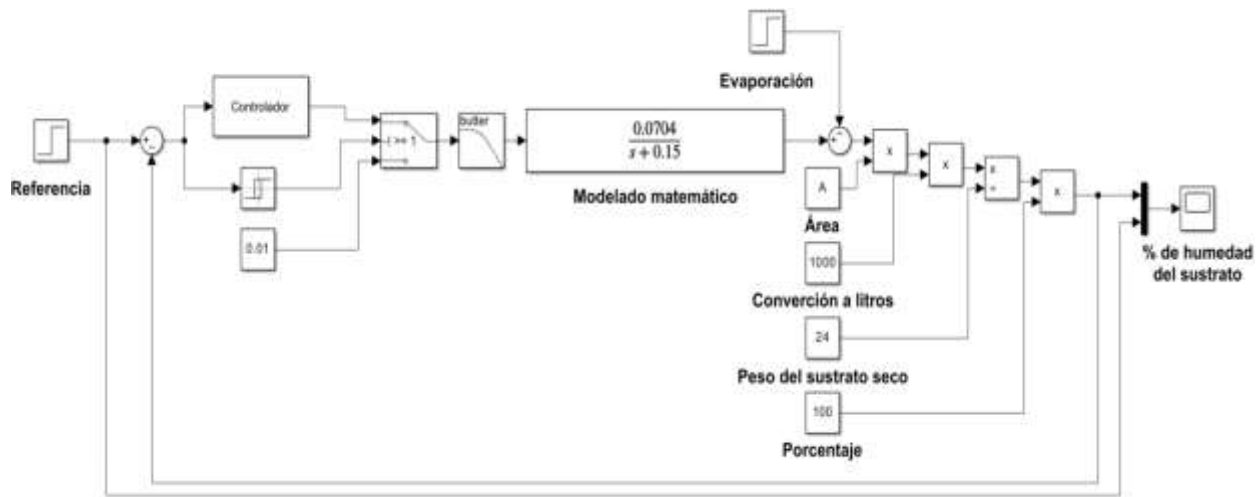 Evaporación
Controlador
butter
0.0704
s + 0.15
Referencia
Modelado matemático
A
Área
0.01
1000
% de humedad
del sustrato
Converción a litros
24
Peso del sustrato seco
100
Porcentaje